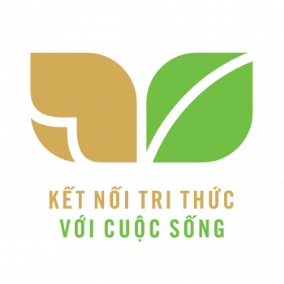 KẾT NỐI TRI THỨC
VỚI CUỘC SỐNG